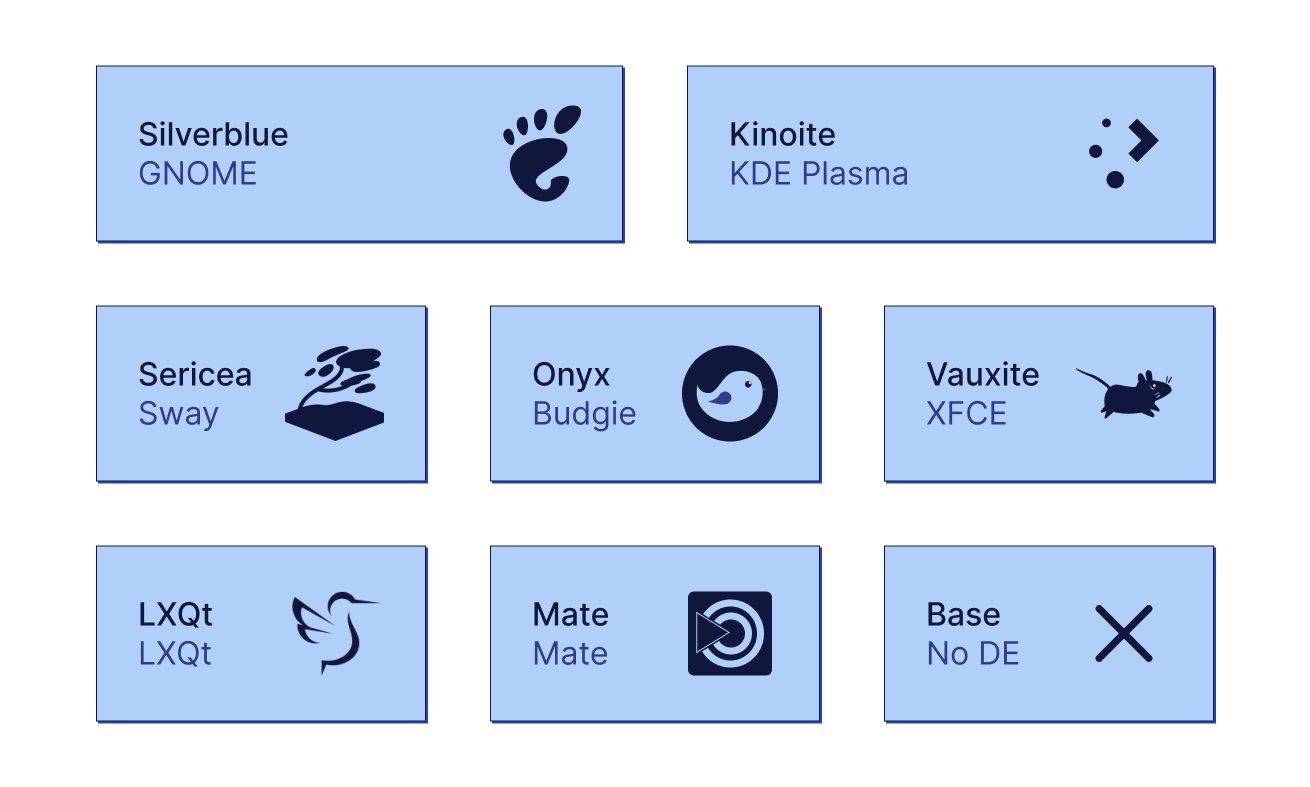 Silverblue
GNOME
Kinoite
KDE Plasma
Sericea
Sway
Onyx
Budgie
Vauxite
XFCE
LXQt
LXQt
Mate
Mate
Base
No DE